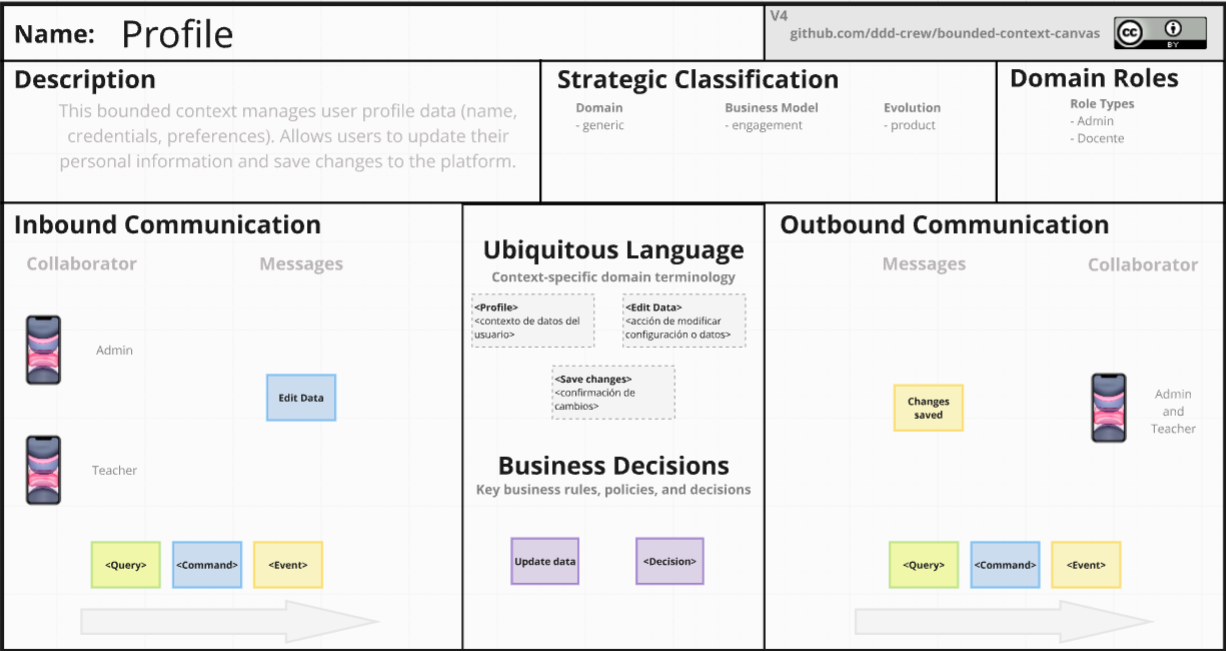 Name: Profile
V4
github.com/ddd-crew/bounded-context-canvas
cc
BY
Description
This bounded context manages user profile data (name,
credentials, preferences). Allows users to update their
personal information and save changes to the platform.
Strategic Classification
Domain
- generic
Business Model
- engagement
Evolution
- product
Domain Roles
Role Types
- Admin
- Docente
Inbound Communication
Collaborator
Messages
Admin
Edit Data
Teacher
<Query>
<Command>
<Event>
Ubiquitous Language
Context-specific domain terminology
<Profile>
<contexto de datos del
usuario>
<Edit Data>
<acción de modificar
configuración o datos>
<Save changes>
<confirmación de
cambios>
Business Decisions
Key business rules, policies, and decisions
Update data
<Decision>
Outbound Communication
Messages
Collaborator
Changes
saved
Admin
and
Teacher
<Query>
<Command>
<Event>